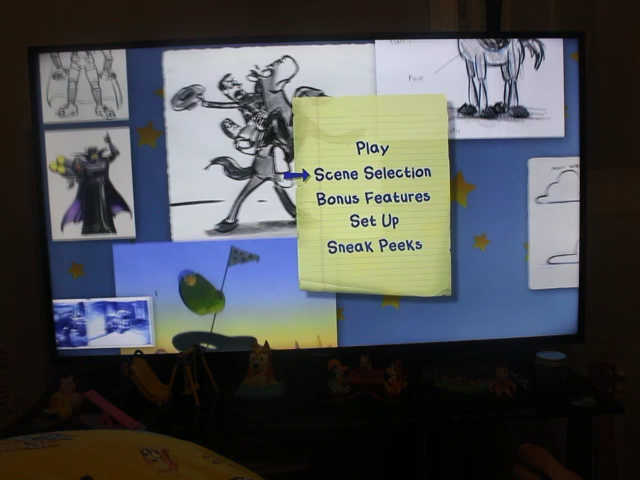 Play
Scene Selection
Bonus Features
Set Up
Sneak Peeks